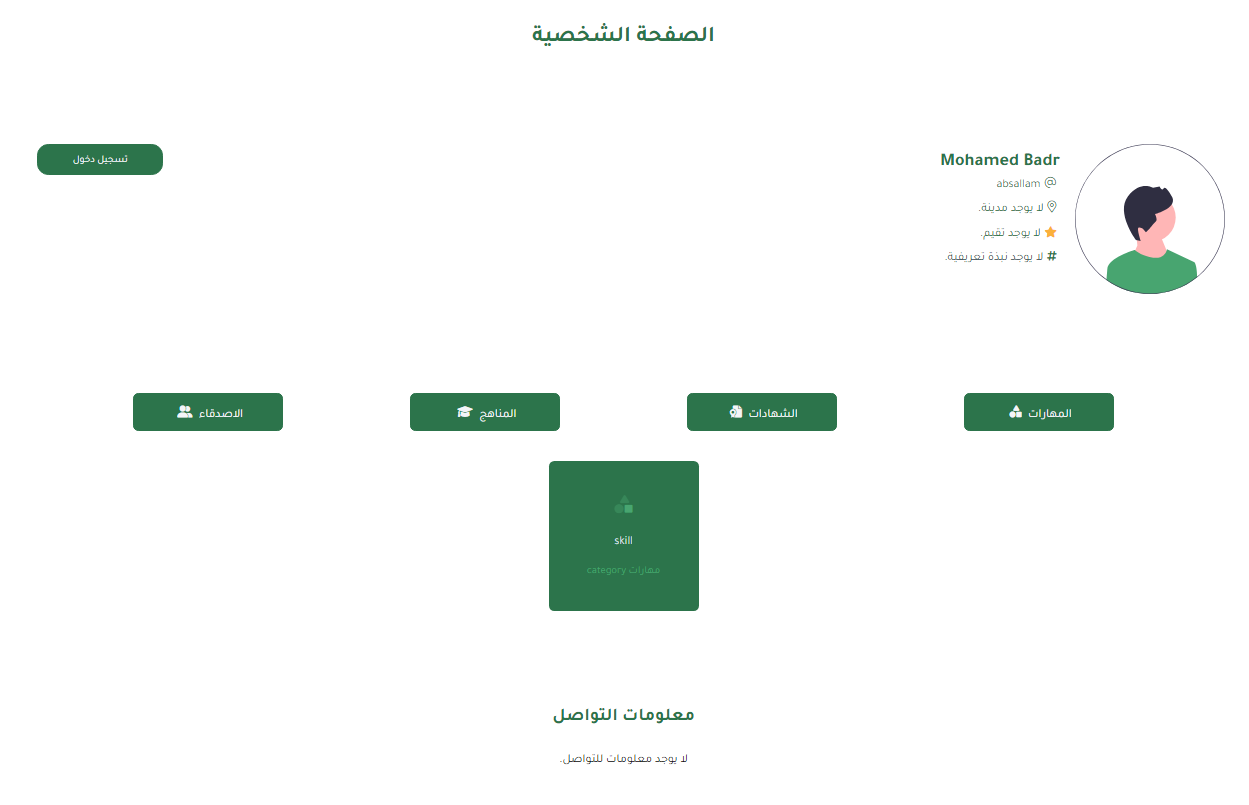 الصفحة الشخصية
Mohamed Badr
@ absallam
لا يوجد مدينة.
لا يوجد تقيم.
# لا يوجد نبذة تعريفية.
تسجيل دخول
المهارات
الشهادات
المناهج
الاصدقاء
skill
مهارات category
معلومات التواصل
لا يوجد معلومات للتواصل.